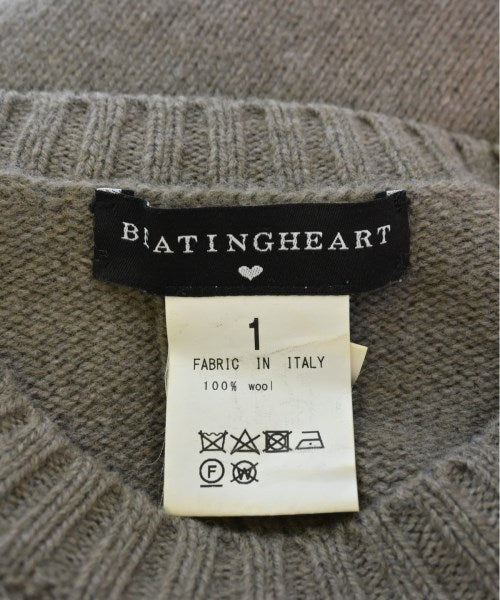 BEATINGHEART
1
FABRIC IN ITALY
100% wool
F W